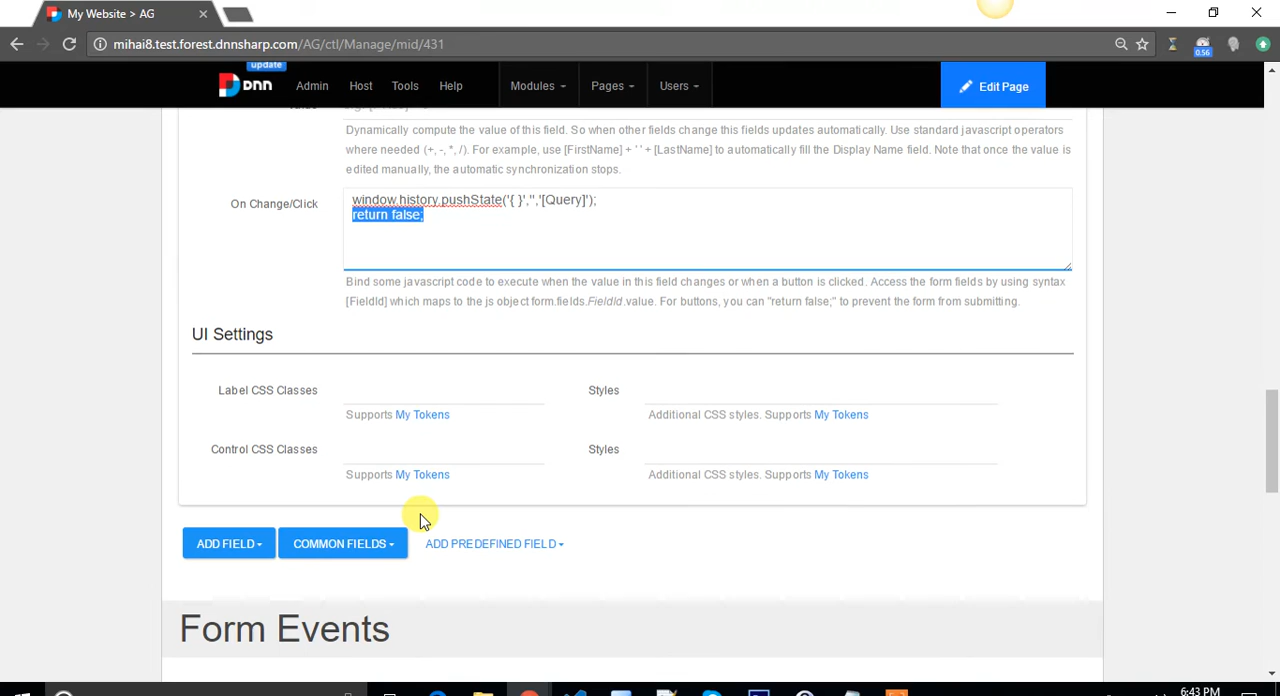 My Website > AG
mihai8.test.forest.dnnsharp.com/AG/ctl/Manage/mid/431
0.56
update
DNN
Admin
Host
Tools
Help
Modules
Pages
Users
Edit Page
Dynamically compute the value of this field. So when other fields change this fields updates automatically. Use standard javascript operators
where needed (+, -, *, /). For example, use [FirstName] + ' ' + [LastName] to automatically fill the Display Name field. Note that once the value is
edited manually, the automatic synchronization stops.
On Change/Click
window.history.pushState('{ }','','[Query]');
return false;
Bind some javascript code to execute when the value in this field changes or when a button is clicked. Access the form fields by using syntax
[FieldId] which maps to the js object form.fields.FieldId.value. For buttons, you can "return false;" to prevent the form from submitting.
UI Settings
Label CSS Classes
Styles
Supports My Tokens
Additional CSS styles. Supports My Tokens
Control CSS Classes
Styles
Supports My Tokens
Additional CSS styles. Supports My Tokens
ADD FIELD
COMMON FIELDS
ADD PREDEFINED FIELD
Form Events
6:43 PM